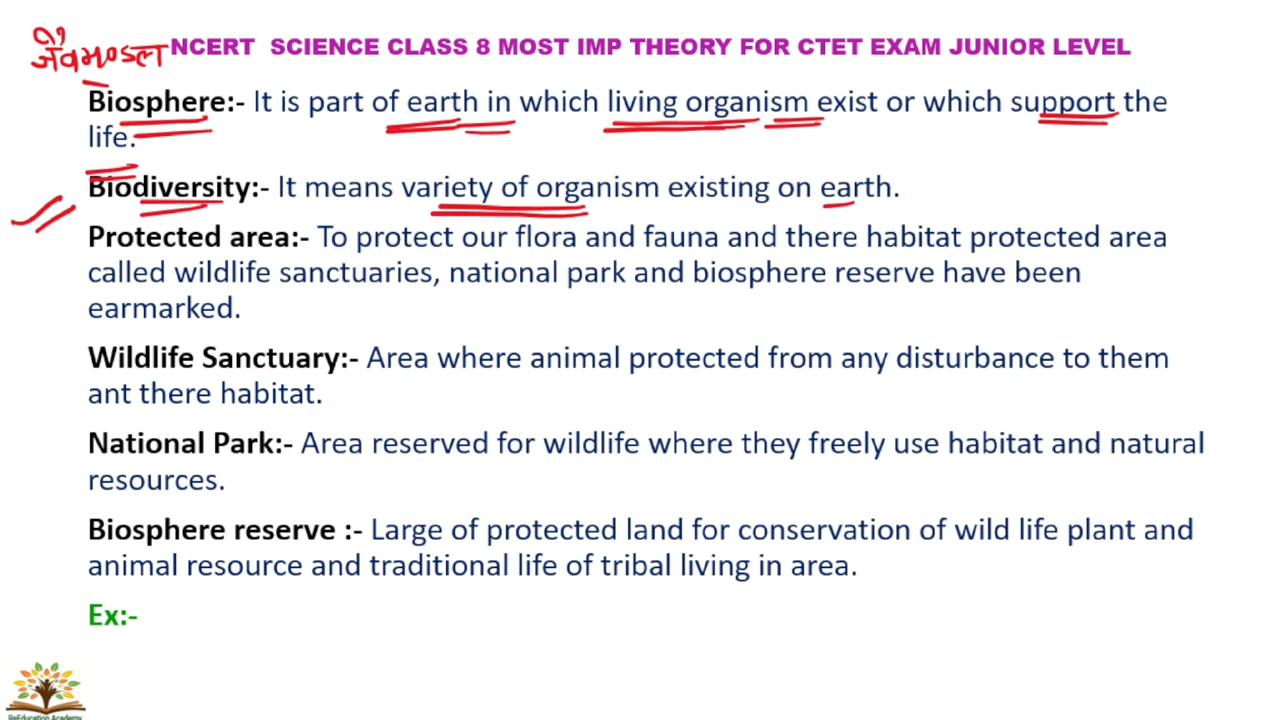 जैवमण्डल
NCERT SCIENCE CLASS 8 MOST IMP THEORY FOR CTET EXAM JUNIOR LEVEL
Biosphere:- It is part of earth in which living organism exist or which support the
life.
Biodiversity:- It means variety of organism existing on earth.
Protected area:- To protect our flora and fauna and there habitat protected area
called wildlife sanctuaries, national park and biosphere reserve have been
earmarked.
Wildlife Sanctuary:- Area where animal protected from any disturbance to them
ant there habitat.
National Park:- Area reserved for wildlife where they freely use habitat and natural
resources.
Biosphere reserve :- Large of protected land for conservation of wild life plant and
animal resource and traditional life of tribal living in area.
Ex:-
ReEducation Academy